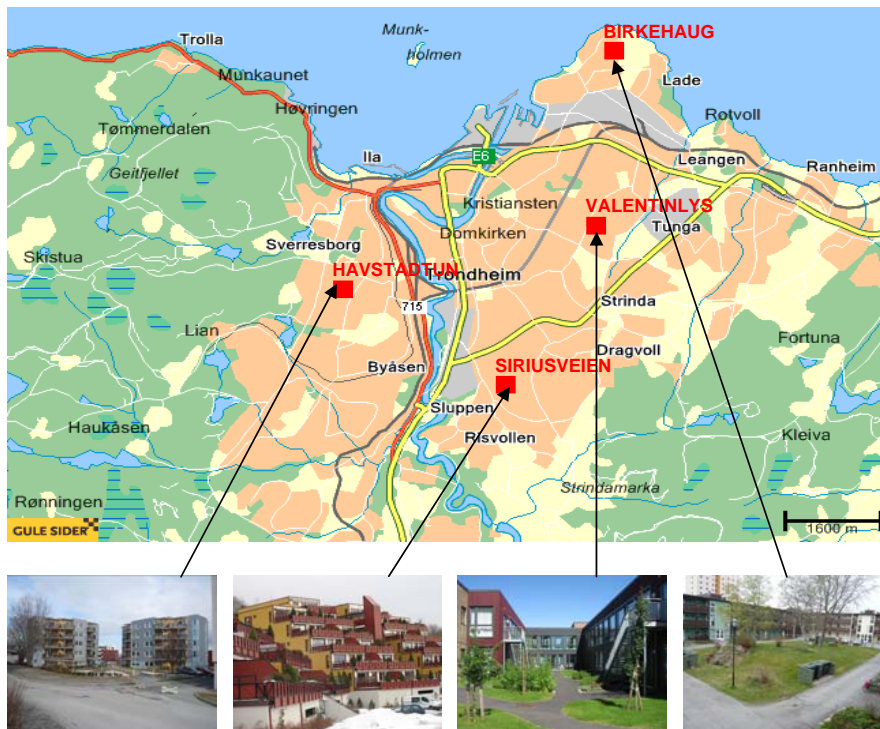 BIRKEHAUG
Munk-
holmen
Trolla
Munkaunet
Lade
Høvringen
Rotvoll
Tømmerdalen
Ila
E6
Leangen
Ranheim
Geitfjellet
Kristiansten
VALENTINLYS
Domkirken
Tunga
Sverresborg
Skistua
HAVSTADTUN
Trondheim
715
Strinda
Lian
Fortuna
Dragvoll
Byåsen
SIRIUSVEIEN
Sluppen
Haukåsen
Risvollen
Kleiva
Strindamarka
Rønningen
GULE SIDER
1600 m